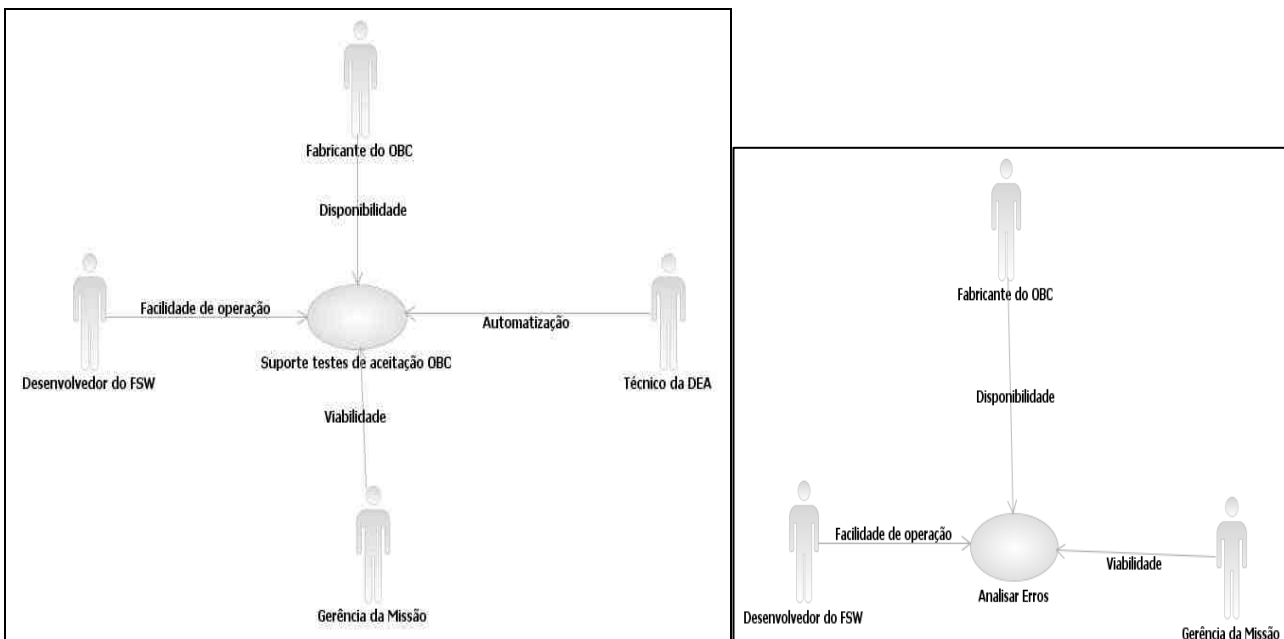 Fabricante do OBC
Disponibilidade
Facilidade de operação
Automatização
Suporte testes de aceitação OBC
Desenvolvedor do FSW
Técnico da DEA
Viabilidade
Gerência da Missão
Fabricante do OBC
Disponibilidade
Facilidade de operação
Viabilidade
Analisar Erros
Desenvolvedor do FSW
Gerência da Missão